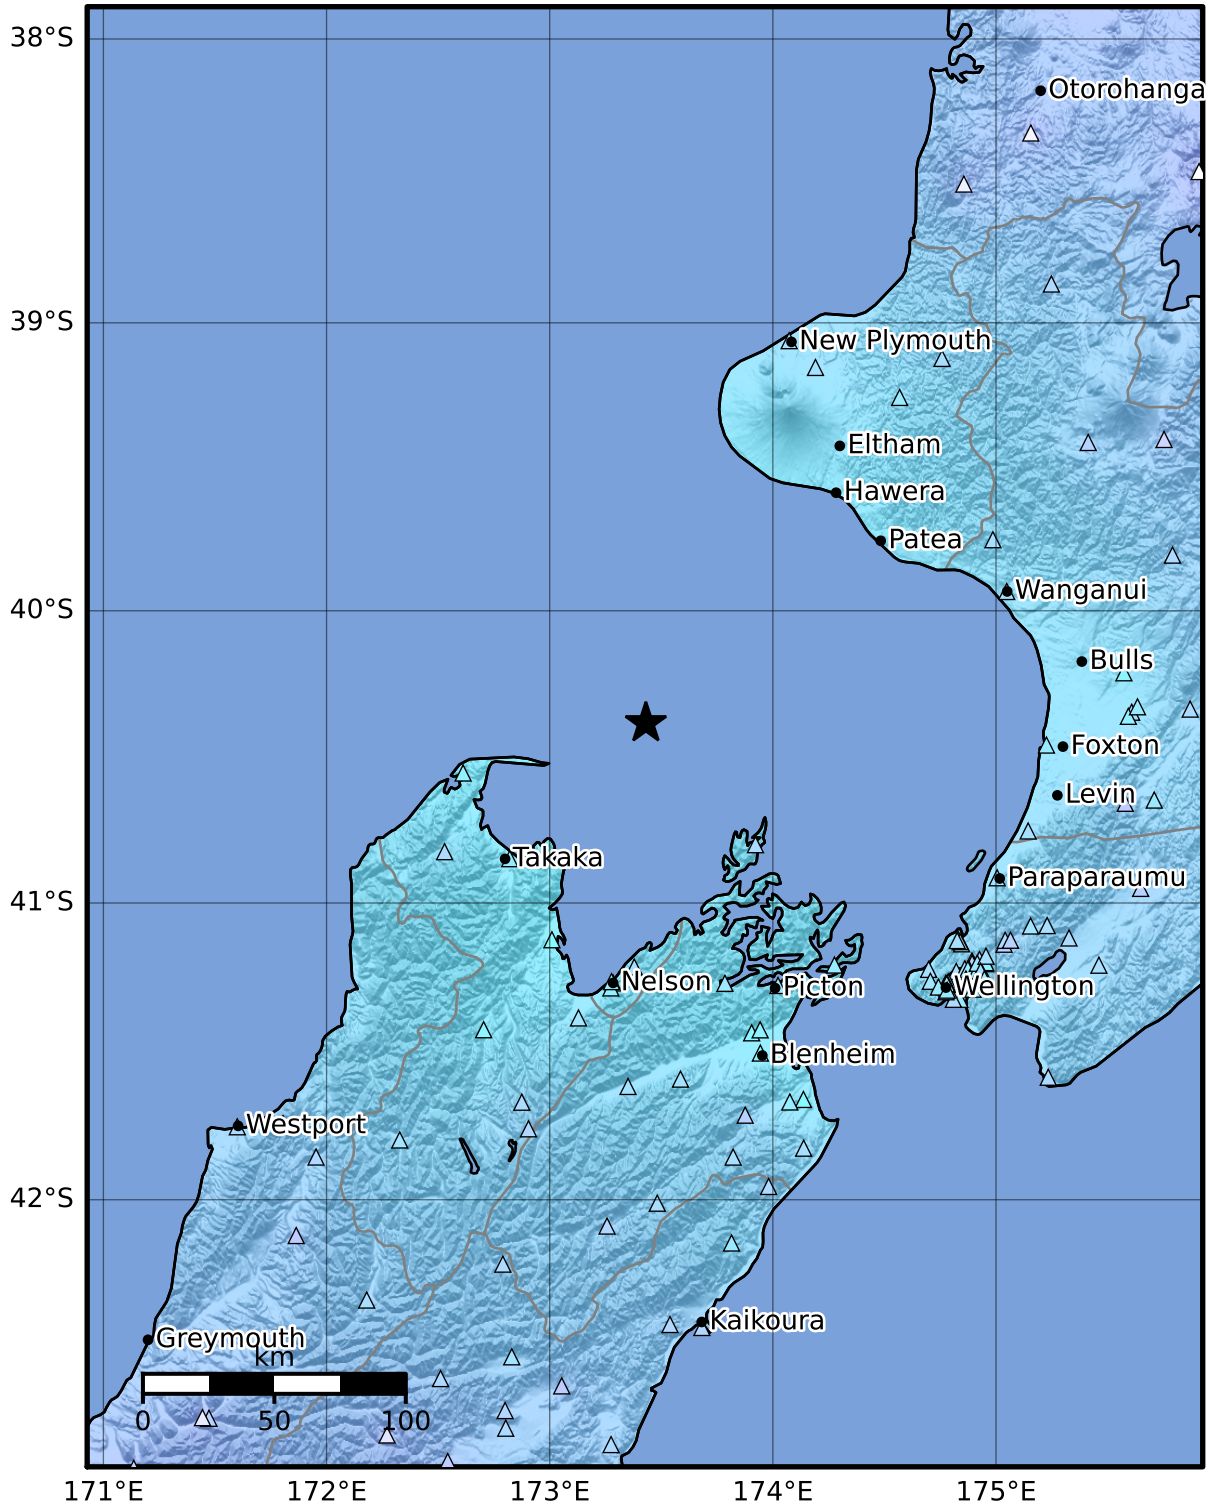 38°S
Otorohanga
39°S
New Plymouth
Eltham
Hawera
Patea
Wanganui
40°S
Bulls
Foxton
Levin
Takaka
Paraparaumu
41°S
Nelson
Picton
Wellington
Blenheim
Westport
42°S
Kaikoura
Greymouth
km
0 50 100
171°E 172°E 173°E 174°E 175°E